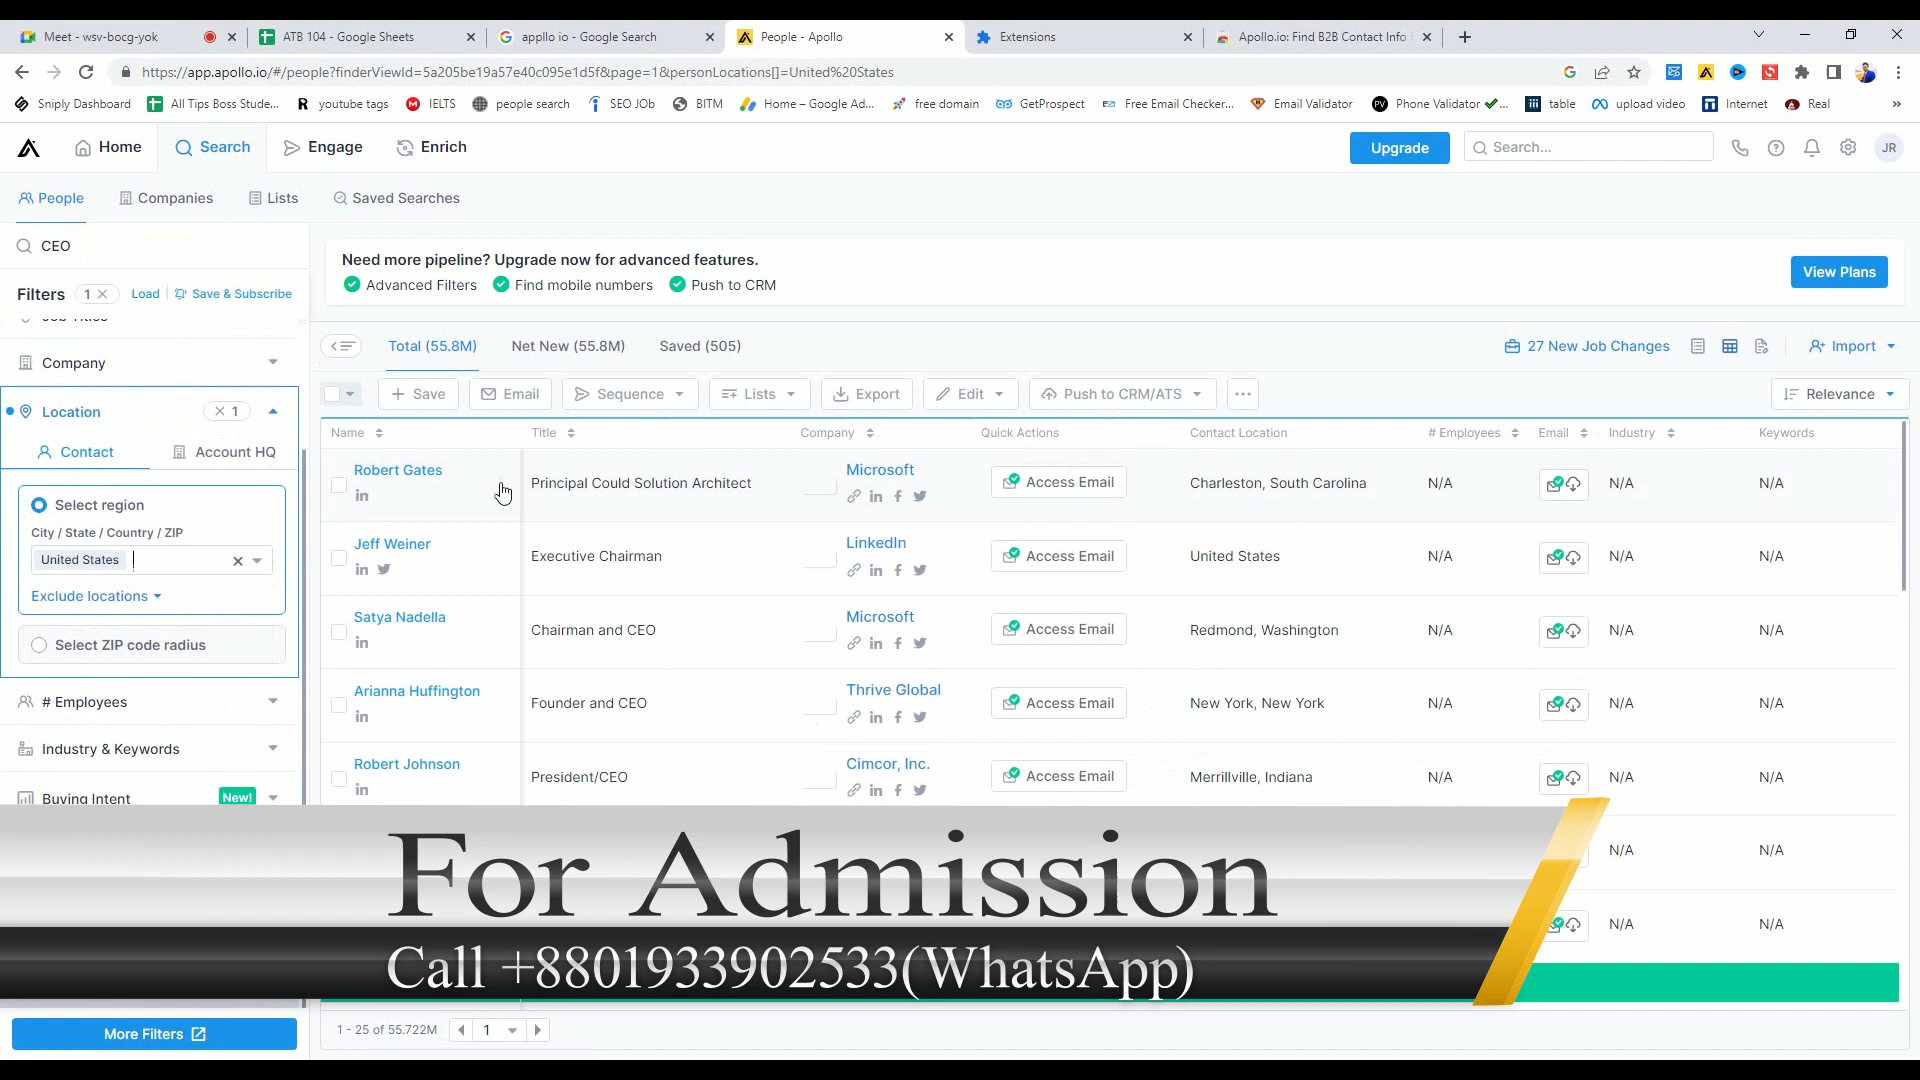 Meet - wsv-bocg-yok
ATB 104 - Google Sheets
appllo io - Google Search
People - Apollo
Extensions
Apollo.io: Find B2B Contact Info
https://app.apollo.io/#/people?finderViewId=5a205be19a57e40c095e1d5f&page=1&personLocations[]=United%20States
Sniply Dashboard
All Tips Boss Stude...
youtube tags
IELTS
people search
SEO JOb
BITM
Home – Google Ad...
free domain
GetProspect
Free Email Checker...
Email Validator
Phone Validator ✔...
table
upload video
Internet
Real
Home
Search
Engage
Enrich
Upgrade
Search...
JR
People
Companies
Lists
Saved Searches
CEO
Filters 1
Load
Save & Subscribe
Need more pipeline? Upgrade now for advanced features.
Advanced Filters
Find mobile numbers
Push to CRM
View Plans
Job Titles
Company
Location
1
Contact
Account HQ
Select region
City / State / Country / ZIP
United States
Exclude locations
Select ZIP code radius
# Employees
Industry & Keywords
Buying Intent
New!
More Filters
Total (55.8M)
Net New (55.8M)
Saved (505)
27 New Job Changes
Import
Save
Email
Sequence
Lists
Export
Edit
Push to CRM/ATS
Relevance
Name Title Company Quick Actions Contact Location # Employees Email Industry Keywords
Robert Gates Principal Could Solution Architect Microsoft Access Email Charleston, South Carolina N/A N/A N/A
Jeff Weiner Executive Chairman LinkedIn Access Email United States N/A N/A N/A
Satya Nadella Chairman and CEO Microsoft Access Email Redmond, Washington N/A N/A N/A
Arianna Huffington Founder and CEO Thrive Global Access Email New York, New York N/A N/A N/A
Robert Johnson President/CEO Cimcor, Inc. Access Email Merrillville, Indiana N/A N/A N/A
N/A N/A
N/A N/A
For Admission
Call +8801933902533(WhatsApp)
1 - 25 of 55.722M
1